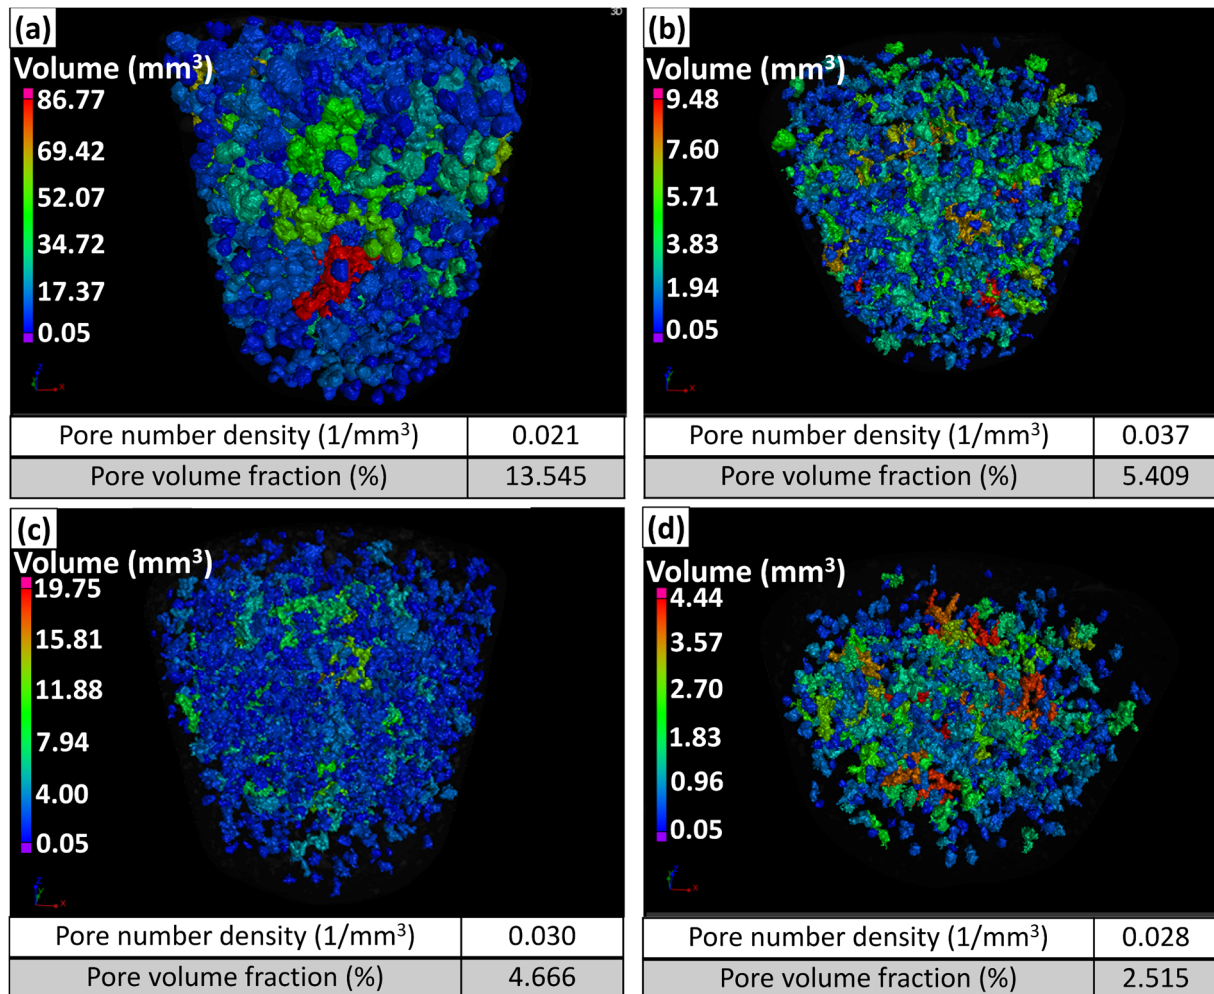 (a)
3D
Volume (mm³)
86.77
69.42
52.07
34.72
17.37
0.05
x
Pore number density (1/mm³) 0.021
Pore volume fraction (%) 13.545
(b)
Volume (mm³)
9.48
7.60
5.71
3.83
1.94
0.05
x
Pore number density (1/mm³) 0.037
Pore volume fraction (%) 5.409
(c)
Volume (mm³)
19.75
15.81
11.88
7.94
4.00
0.05
x
Pore number density (1/mm³) 0.030
Pore volume fraction (%) 4.666
(d)
Volume (mm³)
4.44
3.57
2.70
1.83
0.96
0.05
x
Pore number density (1/mm³) 0.028
Pore volume fraction (%) 2.515